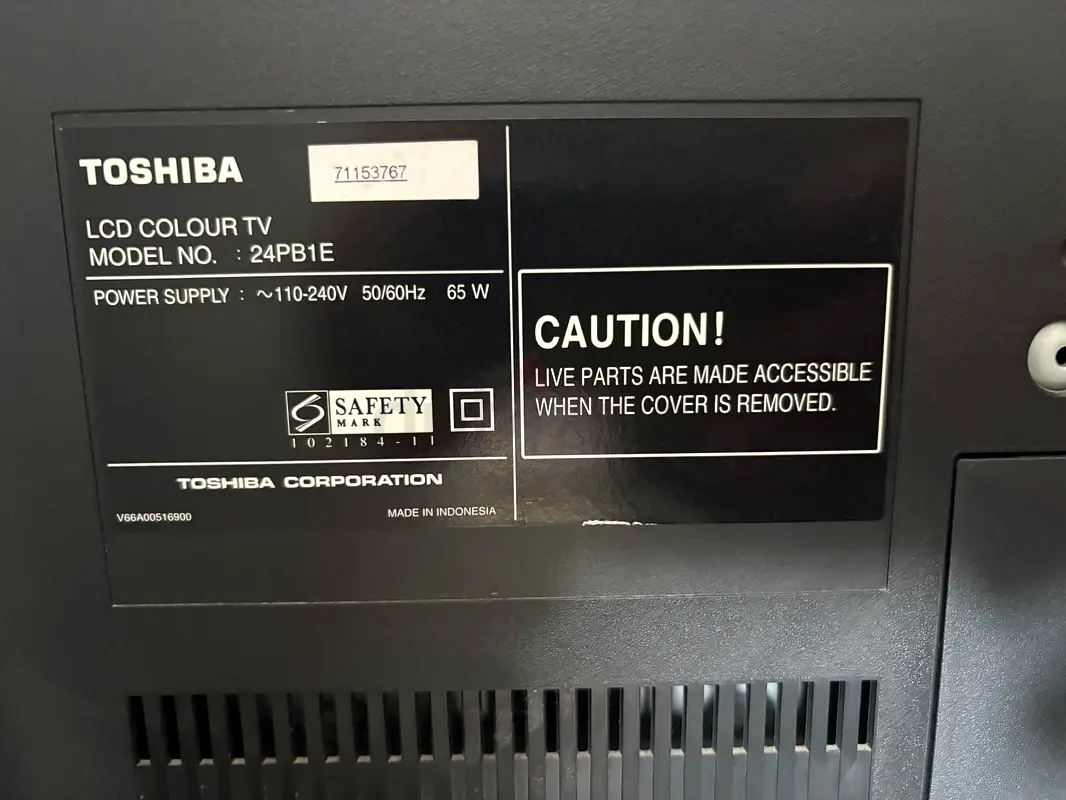 TOSHIBA
71153767
LCD COLOUR TV
MODEL NO. : 24PB1E
POWER SUPPLY : ~110-240V 50/60Hz 65 W
SAFETY
MARK
102184-11
TOSHIBA CORPORATION
V66A00516900
MADE IN INDONESIA
CAUTION!
LIVE PARTS ARE MADE ACCESSIBLE
WHEN THE COVER IS REMOVED.